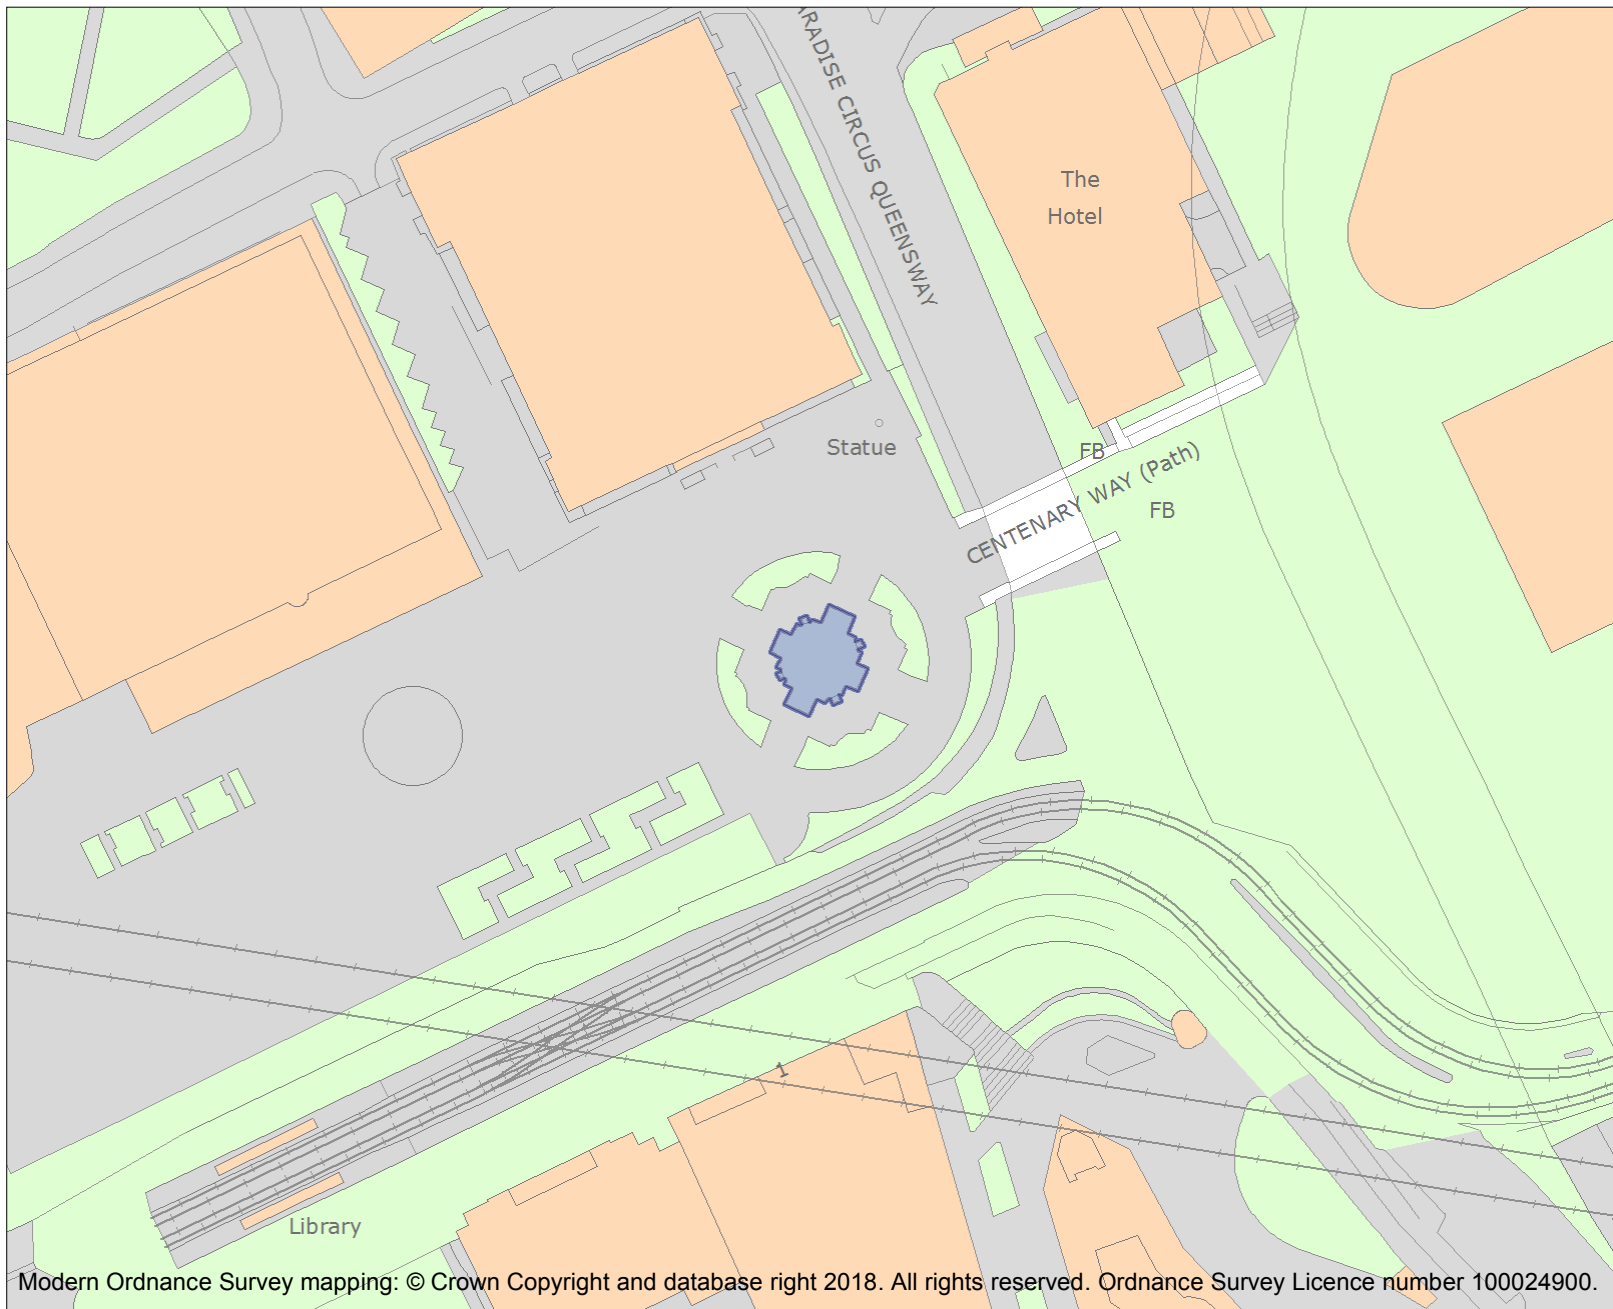 ARADISE CIRCUS QUEENSWAY
The
Hotel
Statue
FB
CENTENARY WAY (Path)
FB
1
Library
Modern Ordnance Survey mapping: © Crown Copyright and database right 2018. All rights reserved. Ordnance Survey Licence number 100024900.